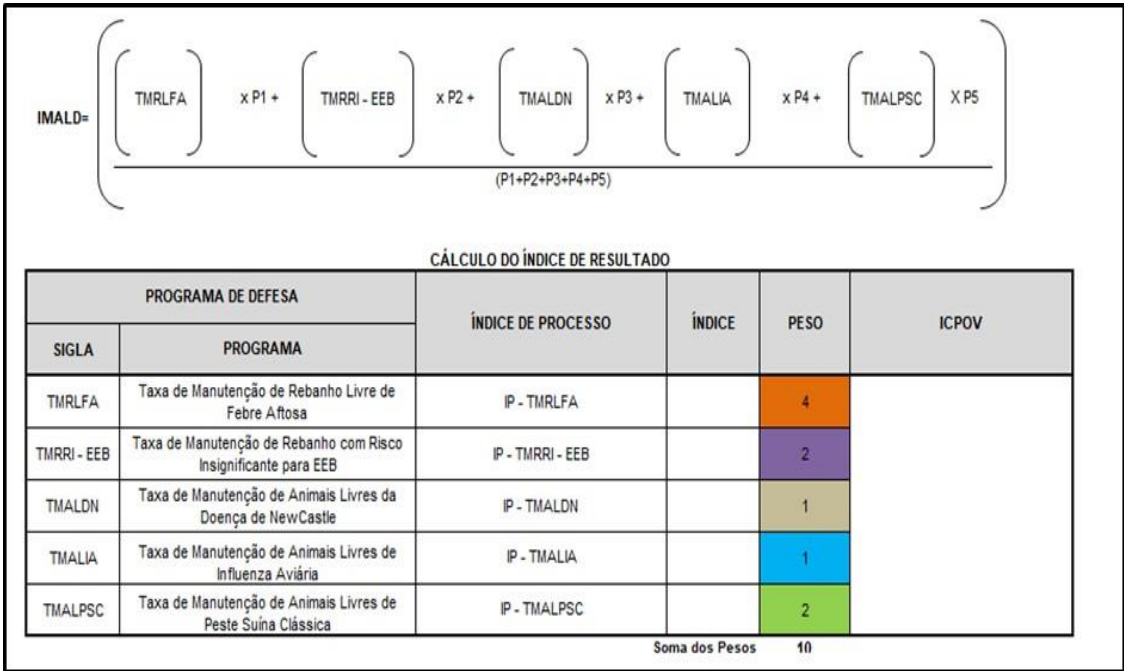 TMRLFA x P1 + TMRRI - EEB x P2 + TMALDN x P3 + TMALIA x P4 + TMALPSC X P5
IMALD=
(P1+P2+P3+P4+P5)
CÁLCULO DO ÍNDICE DE RESULTADO
PROGRAMA DE DEFESA
ÍNDICE DE PROCESSO
ÍNDICE
PESO
ICPOV
SIGLA
PROGRAMA
TMRLFA
Taxa de Manutenção de Rebanho Livre de
Febre Aftosa
IP - TMRLFA
4
TMRRI - EEB
Taxa de Manutenção de Rebanho com Risco
Insignificante para EEB
IP - TMRRI - EEB
2
TMALDN
Taxa de Manutenção de Animais Livres da
Doença de NewCastle
IP - TMALDN
1
TMALIA
Taxa de Manutenção de Animais Livres de
Influenza Aviária
IP - TMALIA
1
TMALPSC
Taxa de Manutenção de Animais Livres de
Peste Suína Clássica
IP - TMALPSC
2
Soma dos Pesos 10